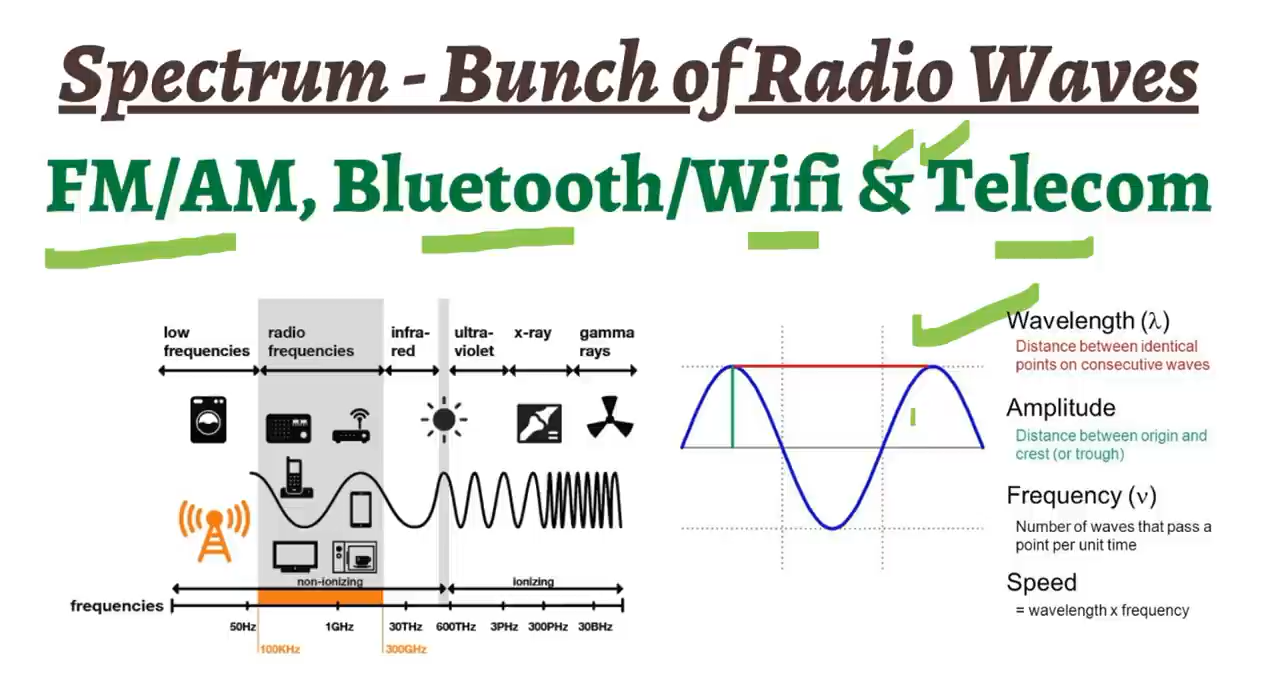 Spectrum - Bunch of Radio Waves
FM/AM, Bluetooth/Wifi & Telecom
low frequencies
radio frequencies
infra-red
ultra-violet
x-ray
gamma rays
non-ionizing
ionizing
frequencies
50Hz
1GHz
30THz
600THz
3PHz
300PHz
30BHz
100KHz
300GHz
Wavelength (λ)
Distance between identical
points on consecutive waves
Amplitude
Distance between origin and
crest (or trough)
Frequency (ν)
Number of waves that pass a
point per unit time
Speed
= wavelength x frequency